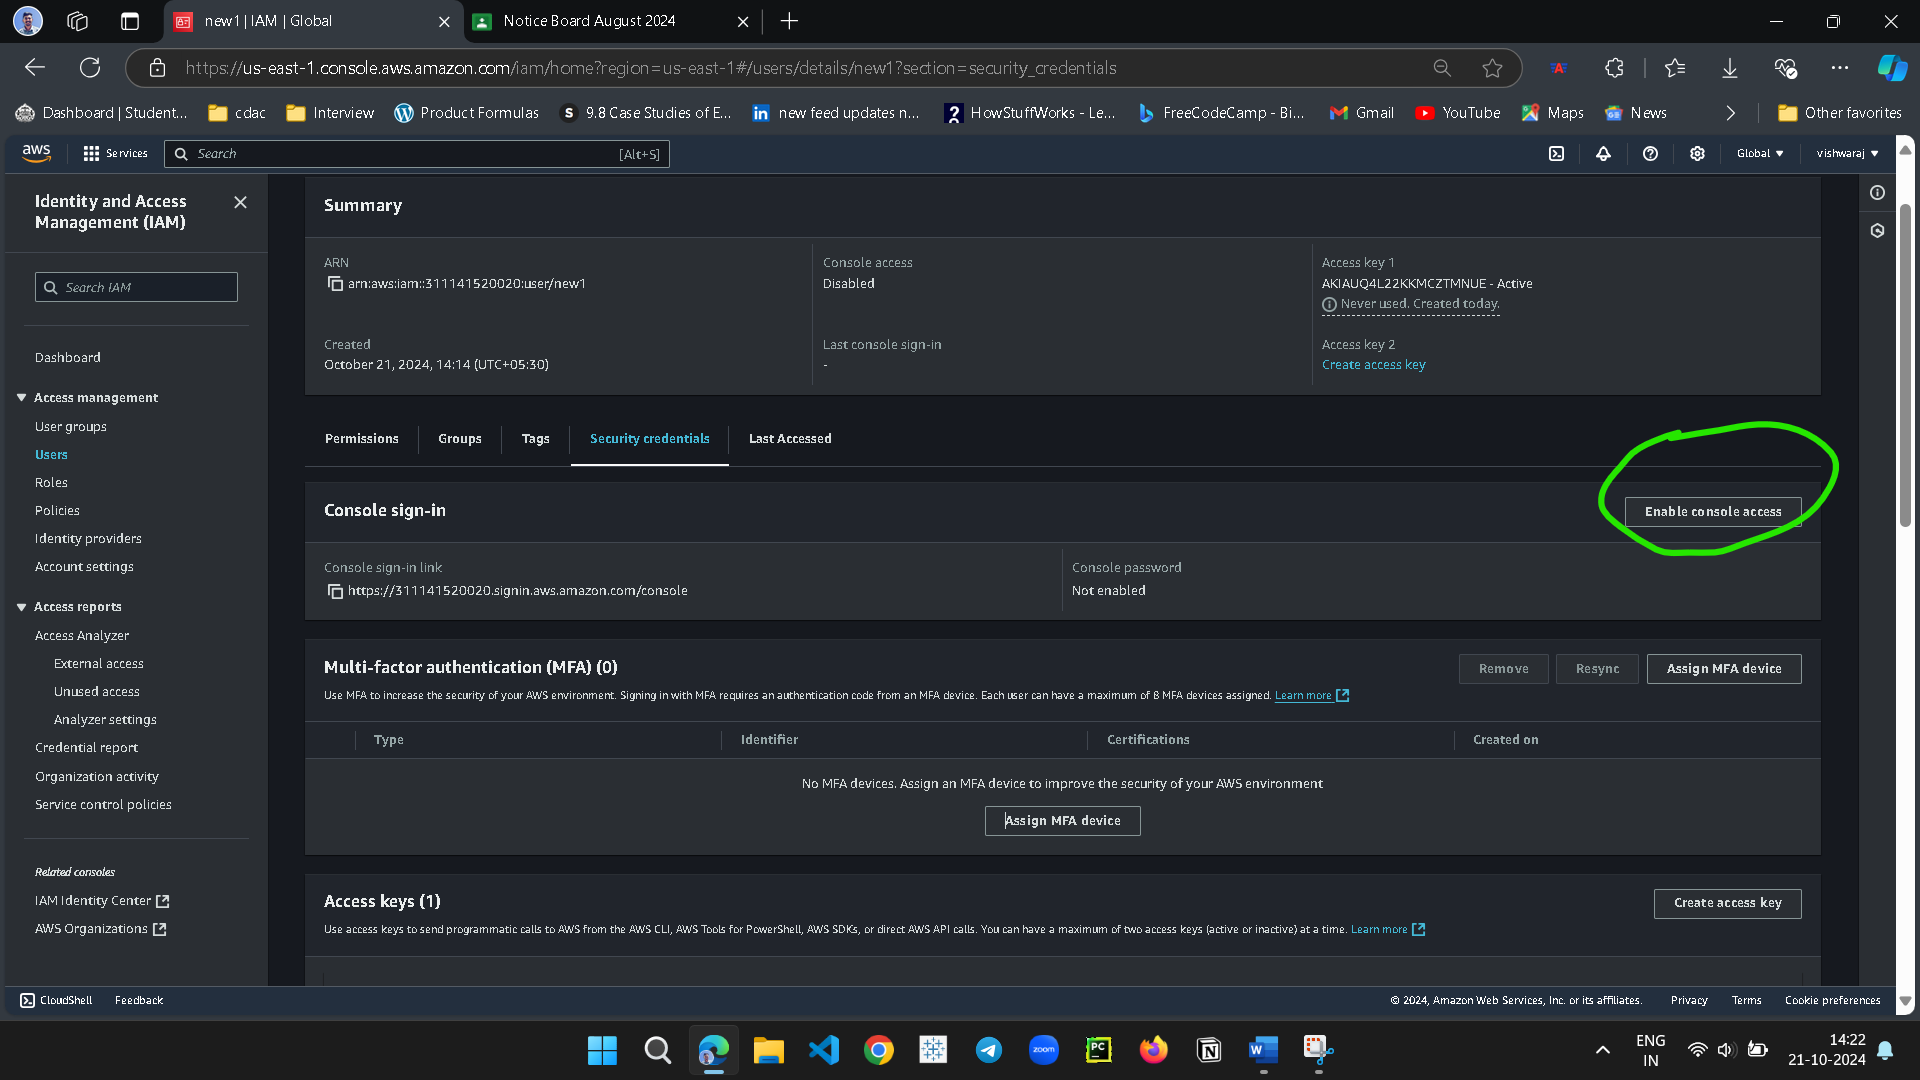 new1 | IAM | Global
Notice Board August 2024
https://us-east-1.console.aws.amazon.com/iam/home?region=us-east-1#/users/details/new1?section=security_credentials
Dashboard | Student...
cdac
Interview
Product Formulas
9.8 Case Studies of E...
new feed updates n...
HowStuffWorks - Le...
FreeCodeCamp - Bi...
Gmail
YouTube
Maps
News
Other favorites
aws
Services
Search
[Alt+S]
Global
vishwaraj
Identity and Access
Management (IAM)
Search IAM
Dashboard
Access management
User groups
Users
Roles
Policies
Identity providers
Account settings
Access reports
Access Analyzer
External access
Unused access
Analyzer settings
Credential report
Organization activity
Service control policies
Related consoles
IAM Identity Center
AWS Organizations
Summary
ARN
arn:aws:iam::311141520020:user/new1
Console access
Disabled
Access key 1
AKIAUQ4L22KKMCZTMNUE - Active
Never used. Created today.
Created
October 21, 2024, 14:14 (UTC+05:30)
Last console sign-in
-
Access key 2
Create access key
Permissions
Groups
Tags
Security credentials
Last Accessed
Console sign-in
Enable console access
Console sign-in link
https://311141520020.signin.aws.amazon.com/console
Console password
Not enabled
Multi-factor authentication (MFA) (0)
Remove
Resync
Assign MFA device
Use MFA to increase the security of your AWS environment. Signing in with MFA requires an authentication code from an MFA device. Each user can have a maximum of 8 MFA devices assigned. Learn more
Type
Identifier
Certifications
Created on
No MFA devices. Assign an MFA device to improve the security of your AWS environment
Assign MFA device
Access keys (1)
Create access key
Use access keys to send programmatic calls to AWS from the AWS CLI, AWS Tools for PowerShell, AWS SDKs, or direct AWS API calls. You can have a maximum of two access keys (active or inactive) at a time. Learn more
CloudShell
Feedback
© 2024, Amazon Web Services, Inc. or its affiliates.
Privacy
Terms
Cookie preferences
zoom
PC
ENG
IN
14:22
21-10-2024